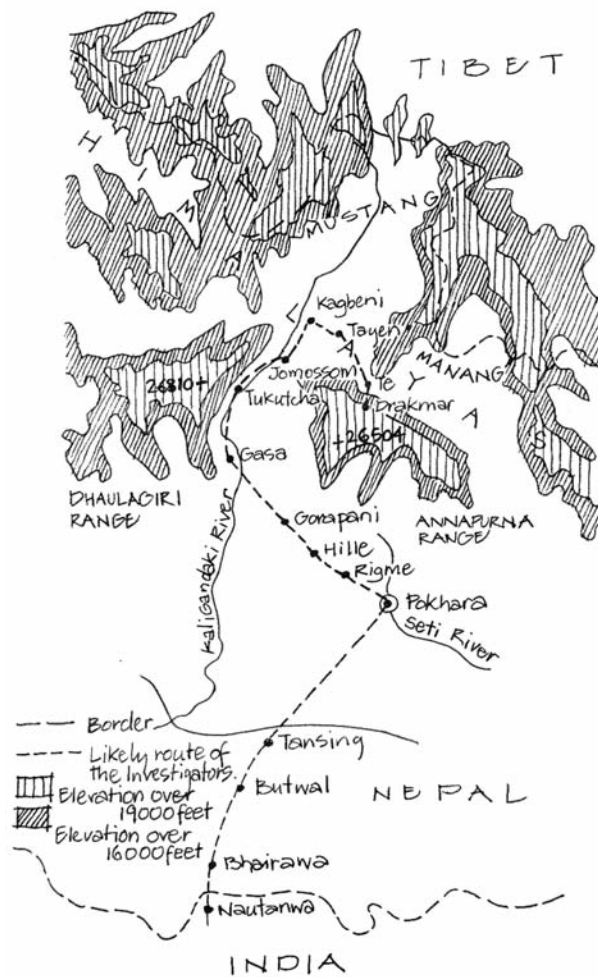 TIBET
HIMALAYAS
MUSTANG
Kagbeni
Tayen
MANANG
Jomossom
Te
26810+
Tukutcha
Drakmar
+26504
Gasa
DHAULAGIRI
RANGE
Gorapani
ANNAPURNA
RANGE
Hille
Rigme
Kaligandaki River
Pokhara
Seti River
Border
Likely route of
the Investigators.
Tansing
Elevation over
19000 feet
Butwal
NEPAL
Elevation over
16000 feet
Bhairawa
Nautanwa
INDIA